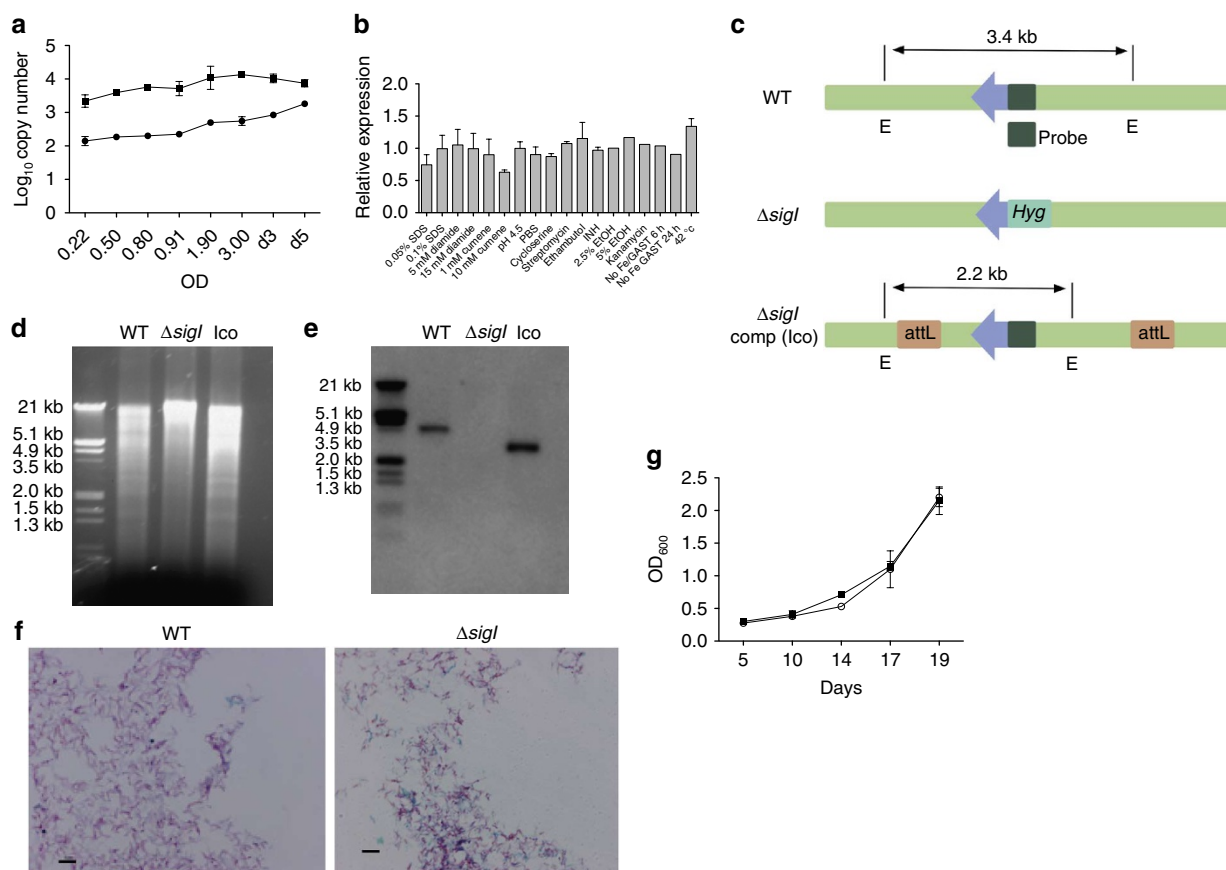 a
Log10 copy number
5
4
3
2
1
0
0.22 0.50 0.80 0.91 1.90 3.00 d3 d5
OD
b
Relative expression
2.0
1.5
1.0
0.5
0.0
0.05% SDS
0.1% SDS
5 mM diamide
15 mM diamide
1 mM cumene
10 mM cumene
pH 4.5
PBS
Cycloserine
Streptomycin
Ethambutol
INH
2.5% EtOH
5% EtOH
Kanamycin
No Fe/GAST 6 h
No Fe GAST 24 h
42 °c
c
3.4 kb
WT
E E
Probe
ΔsigI
Hyg
2.2 kb
ΔsigI
comp (Ico)
attL attL
E E
d
WT ΔsigI Ico
21 kb
5.1 kb
4.9 kb
3.5 kb
2.0 kb
1.5 kb
1.3 kb
e
WT ΔsigI Ico
21 kb
5.1 kb
4.9 kb
3.5 kb
2.0 kb
1.5 kb
1.3 kb
f
WT ΔsigI
g
OD600
2.5
2.0
1.5
1.0
0.5
0.0
5 10 14 17 19
Days